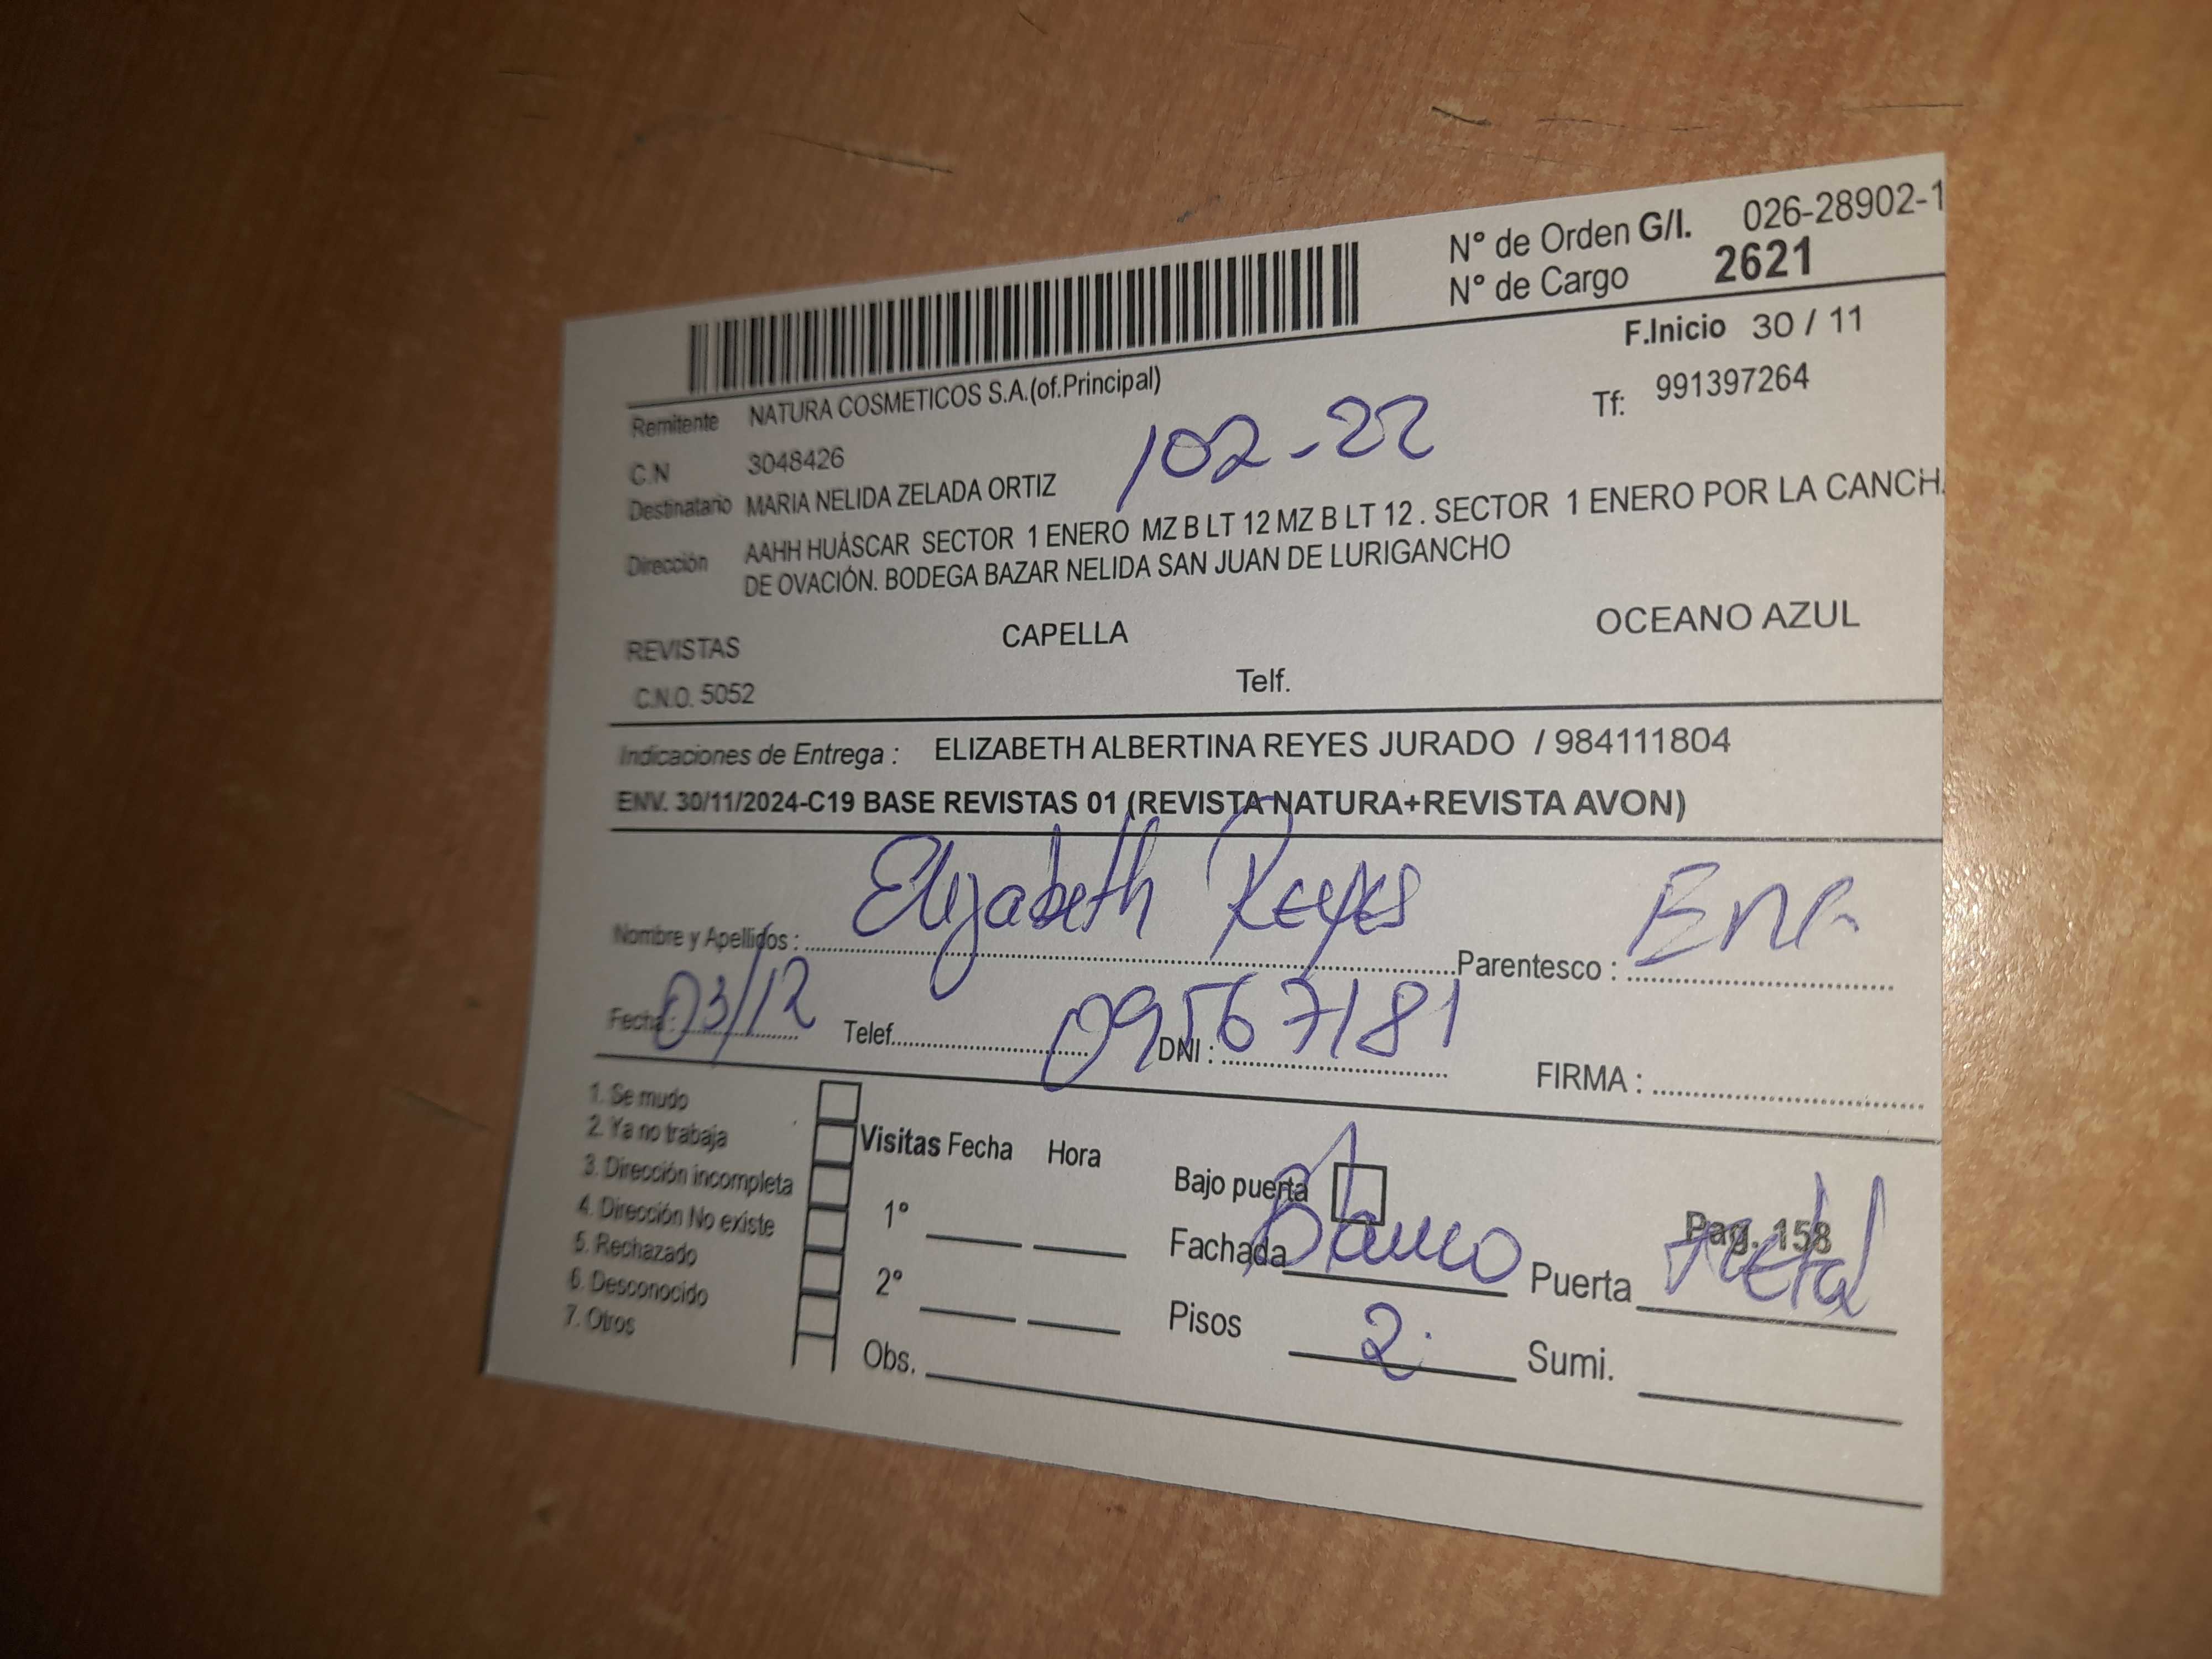 N° de Orden G/I. 026-28902-1
N° de Cargo 2621
F.Inicio 30 / 11
Remitente NATURA COSMETICOS S.A.(of.Principal)
Tf: 991397264
C.N 3048426
102-22
Destinatario MARIA NELIDA ZELADA ORTIZ
Dirección AAHH HUÁSCAR SECTOR 1 ENERO MZ B LT 12 MZ B LT 12 . SECTOR 1 ENERO POR LA CANCH
DE OVACIÓN. BODEGA BAZAR NELIDA SAN JUAN DE LURIGANCHO
REVISTAS CAPELLA OCEANO AZUL
C.N.O. 5052 Telf.
Indicaciones de Entrega : ELIZABETH ALBERTINA REYES JURADO / 984111804
ENV. 30/11/2024-C19 BASE REVISTAS 01 (REVISTA NATURA+REVISTA AVON)
Nombre y Apellidos : Elizabeth Reyes Parentesco :
Fecha : 03/12 Telef. DNI : 09567181 FIRMA :
1. Se mudo
2. Ya no trabaja
3. Dirección incompleta
4. Dirección No existe
5. Rechazado
6. Desconocido
7. Otros
Visitas Fecha Hora
1°
2°
Obs.
Bajo puerta
Pag. 158
Fachada Blanco Puerta Metal
Pisos 2 Sumi.